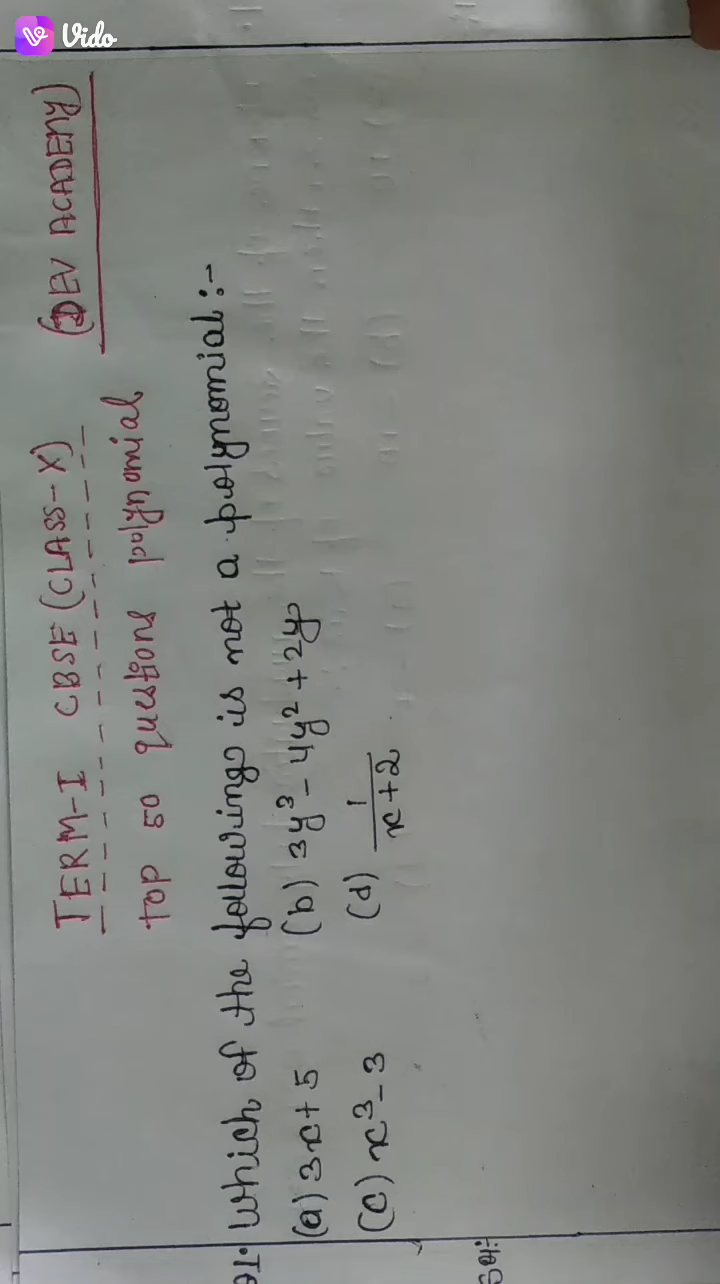 Vido
TERM-I CBSE (CLASS-X) (DEV ACADEMY)
top 50 questions polynomial
Q1. Which of the following is not a polynomial :-
(a) 3x+5 (b) 3y³-4y²+2y
(c) x³-3 (d) 1/x+2